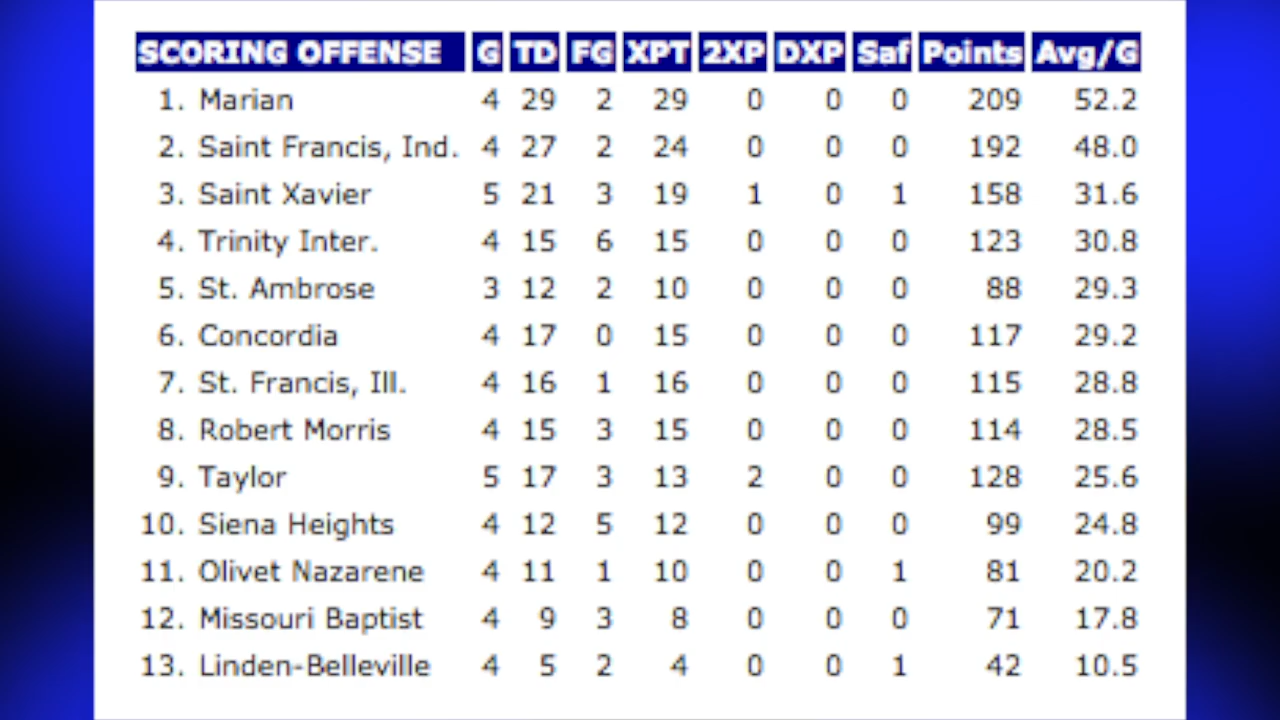 SCORING OFFENSE G TD FG XPT 2XP DXP Saf Points Avg/G
1. Marian 4 29 2 29 0 0 0 209 52.2
2. Saint Francis, Ind. 4 27 2 24 0 0 0 192 48.0
3. Saint Xavier 5 21 3 19 1 0 1 158 31.6
4. Trinity Inter. 4 15 6 15 0 0 0 123 30.8
5. St. Ambrose 3 12 2 10 0 0 0 88 29.3
6. Concordia 4 17 0 15 0 0 0 117 29.2
7. St. Francis, Ill. 4 16 1 16 0 0 0 115 28.8
8. Robert Morris 4 15 3 15 0 0 0 114 28.5
9. Taylor 5 17 3 13 2 0 0 128 25.6
10. Siena Heights 4 12 5 12 0 0 0 99 24.8
11. Olivet Nazarene 4 11 1 10 0 0 1 81 20.2
12. Missouri Baptist 4 9 3 8 0 0 0 71 17.8
13. Linden-Belleville 4 5 2 4 0 0 1 42 10.5